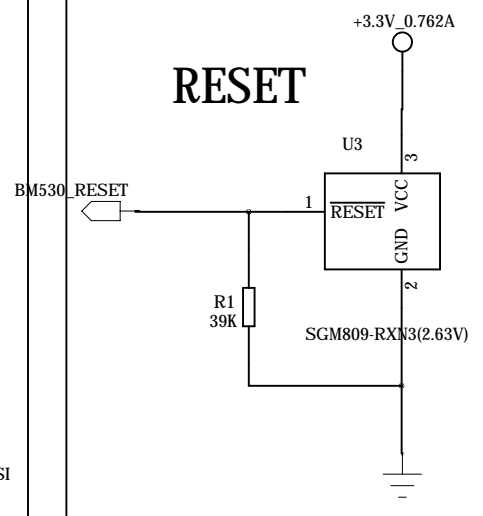 +3.3V_0.762A
RESET
U3
3
BM530_RESET
1
RESET
VCC
GND
2
R1
39K
SGM809-RXN3(2.63V)
SI